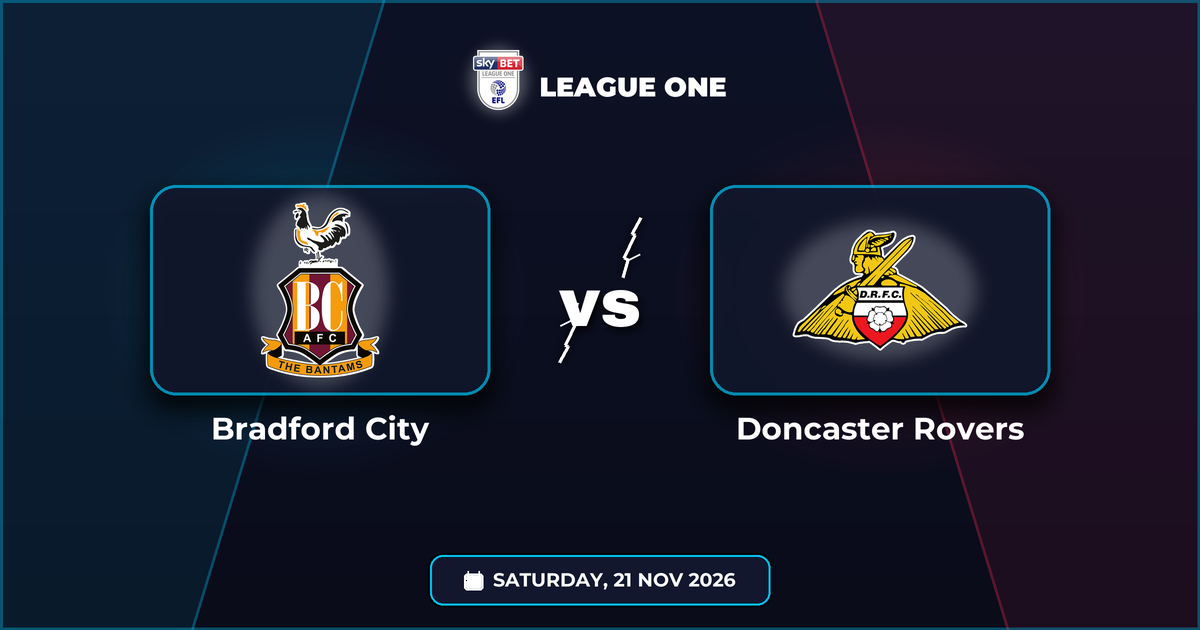 sky BET
LEAGUE ONE
EFL
LEAGUE ONE
BC
AFC
THE BANTAMS
VS
D.R.F.C.
Bradford City
Doncaster Rovers
SATURDAY, 21 NOV 2026